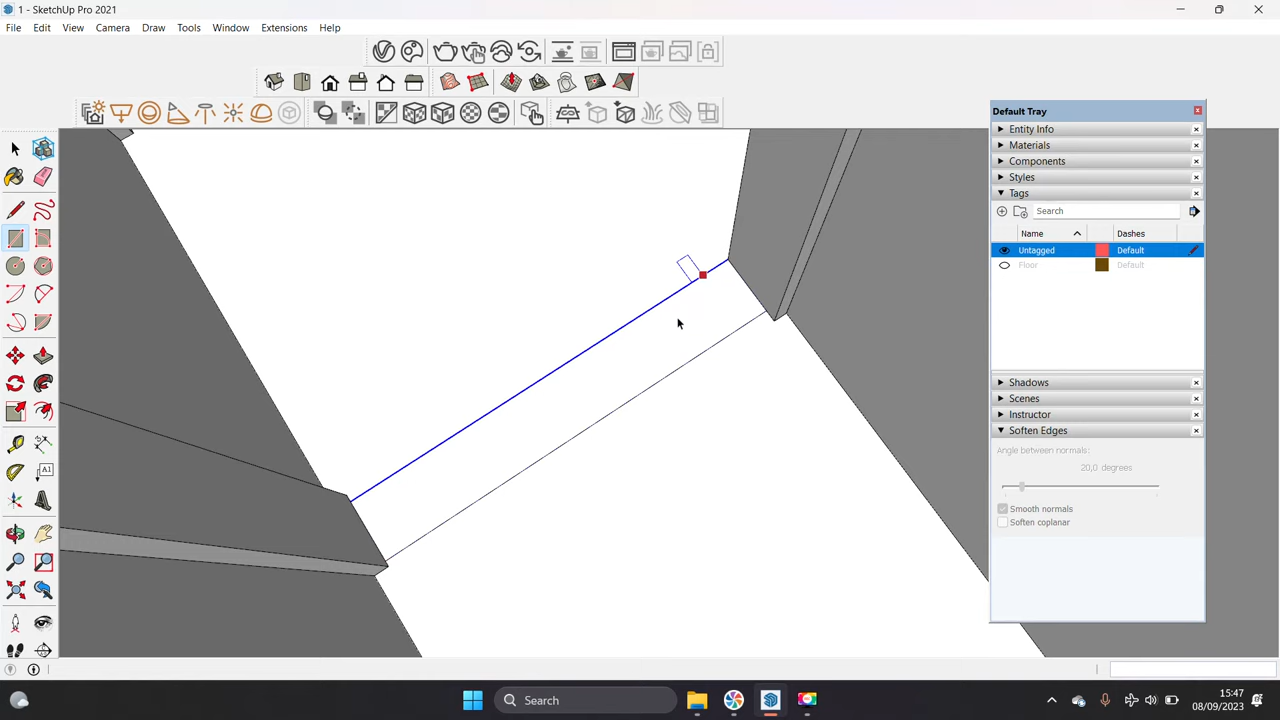 1 - SketchUp Pro 2021
File Edit View Camera Draw Tools Window Extensions Help
Default Tray
Entity Info
Materials
Components
Styles
Tags
Search
Name Dashes
Untagged Default
Floor Default
Shadows
Scenes
Instructor
Soften Edges
Angle between normals:
20,0 degrees
Smooth normals
Soften coplanar
A1
Search
15:47
08/09/2023